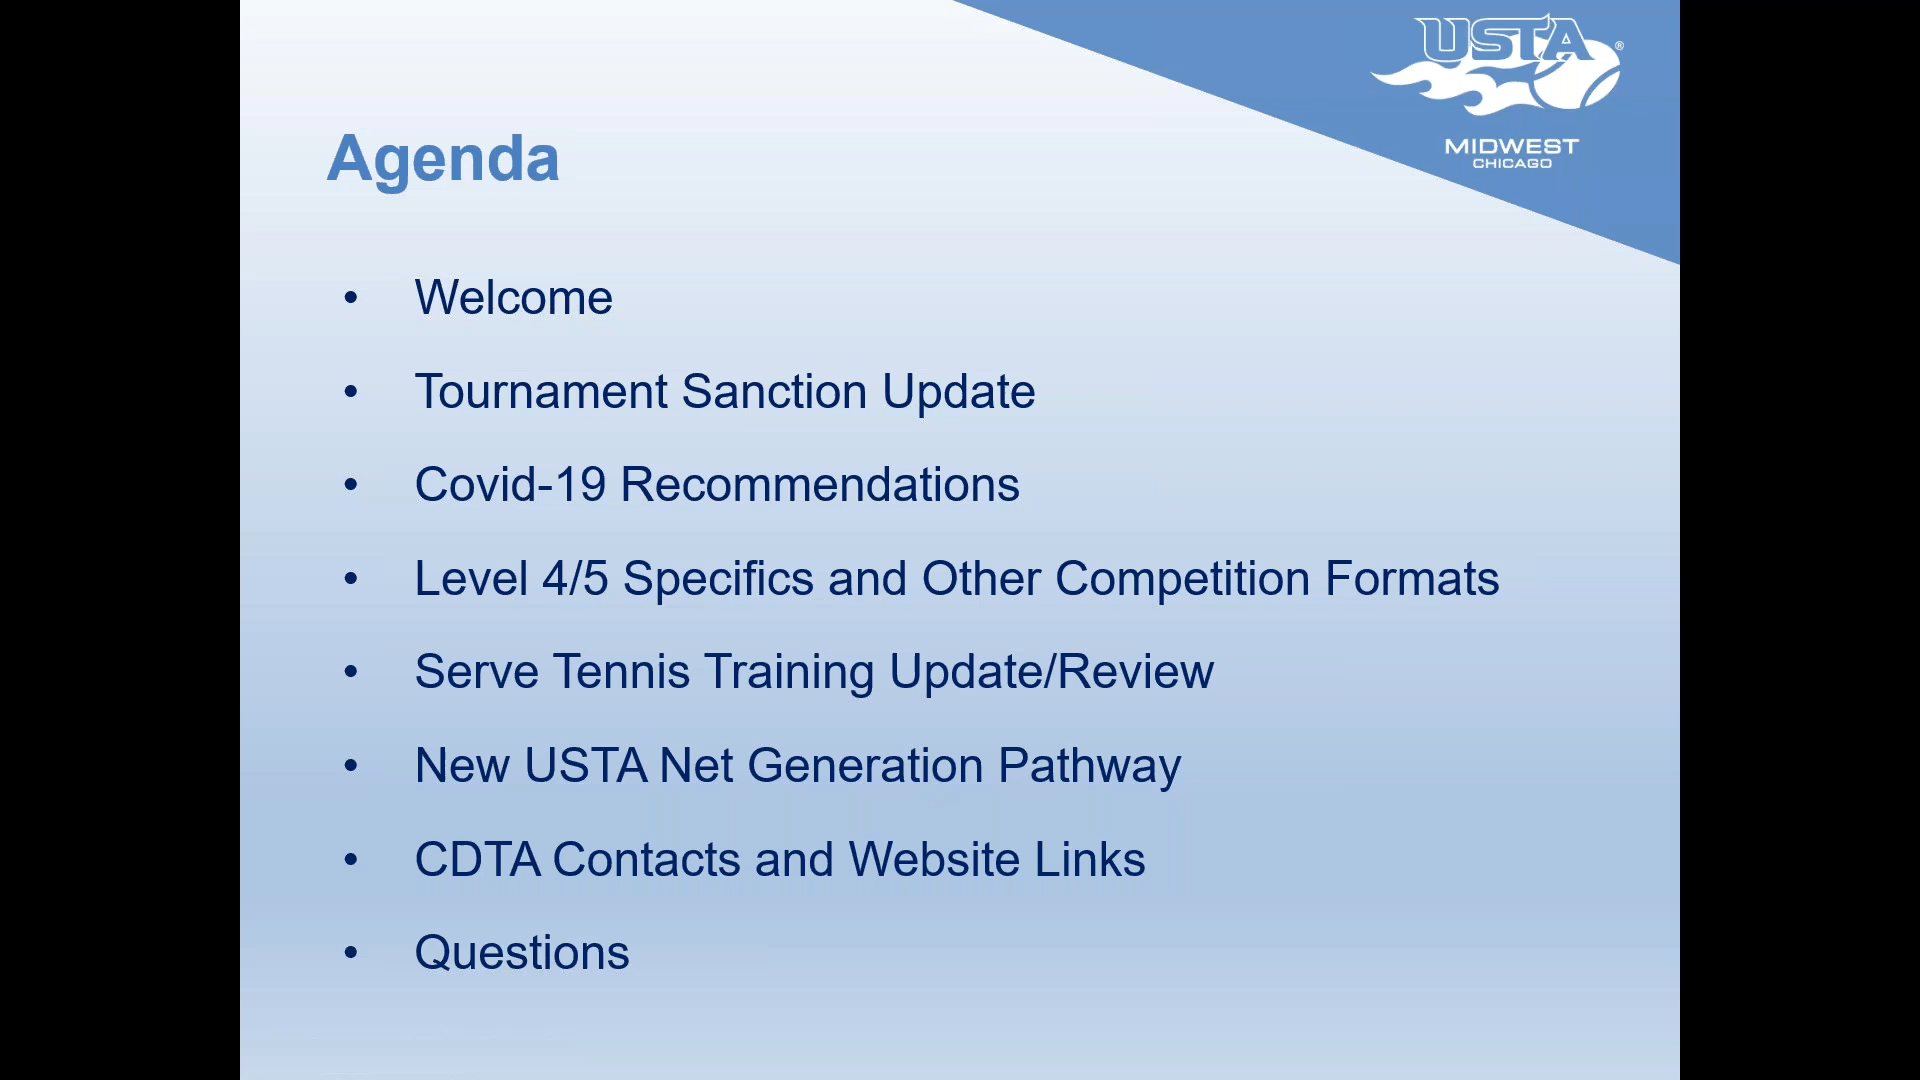 USTA®
MIDWEST
CHICAGO
Agenda
• Welcome
• Tournament Sanction Update
• Covid-19 Recommendations
• Level 4/5 Specifics and Other Competition Formats
• Serve Tennis Training Update/Review
• New USTA Net Generation Pathway
• CDTA Contacts and Website Links
• Questions